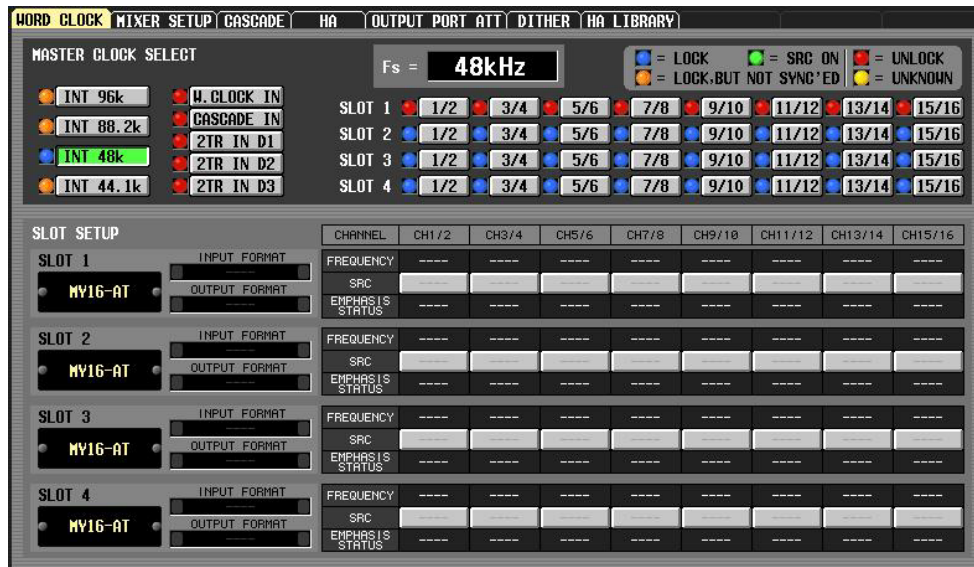 WORD CLOCK MIXER SETUP CASCADE HA OUTPUT PORT ATT DITHER HA LIBRARY
MASTER CLOCK SELECT
Fs = 48kHz
= LOCK = SRC ON = UNLOCK
= LOCK,BUT NOT SYNC'ED = UNKNOWN
INT 96k W.CLOCK IN
INT 88.2k CASCADE IN
INT 48k 2TR IN D1
2TR IN D2
INT 44.1k 2TR IN D3
SLOT 1 1/2 3/4 5/6 7/8 9/10 11/12 13/14 15/16
SLOT 2 1/2 3/4 5/6 7/8 9/10 11/12 13/14 15/16
SLOT 3 1/2 3/4 5/6 7/8 9/10 11/12 13/14 15/16
SLOT 4 1/2 3/4 5/6 7/8 9/10 11/12 13/14 15/16
SLOT SETUP
CHANNEL CH1/2 CH3/4 CH5/6 CH7/8 CH9/10 CH11/12 CH13/14 CH15/16
SLOT 1
MY16-AT
INPUT FORMAT
----
OUTPUT FORMAT
----
FREQUENCY ---- ---- ---- ---- ---- ---- ---- ----
SRC ---- ---- ---- ---- ---- ---- ---- ----
EMPHASIS STATUS ---- ---- ---- ---- ---- ---- ---- ----
SLOT 2
MY16-AT
INPUT FORMAT
----
OUTPUT FORMAT
----
FREQUENCY ---- ---- ---- ---- ---- ---- ---- ----
SRC ---- ---- ---- ---- ---- ---- ---- ----
EMPHASIS STATUS ---- ---- ---- ---- ---- ---- ---- ----
SLOT 3
MY16-AT
INPUT FORMAT
----
OUTPUT FORMAT
----
FREQUENCY ---- ---- ---- ---- ---- ---- ---- ----
SRC ---- ---- ---- ---- ---- ---- ---- ----
EMPHASIS STATUS ---- ---- ---- ---- ---- ---- ---- ----
SLOT 4
MY16-AT
INPUT FORMAT
----
OUTPUT FORMAT
----
FREQUENCY ---- ---- ---- ---- ---- ---- ---- ----
SRC ---- ---- ---- ---- ---- ---- ---- ----
EMPHASIS STATUS ---- ---- ---- ---- ---- ---- ---- ----